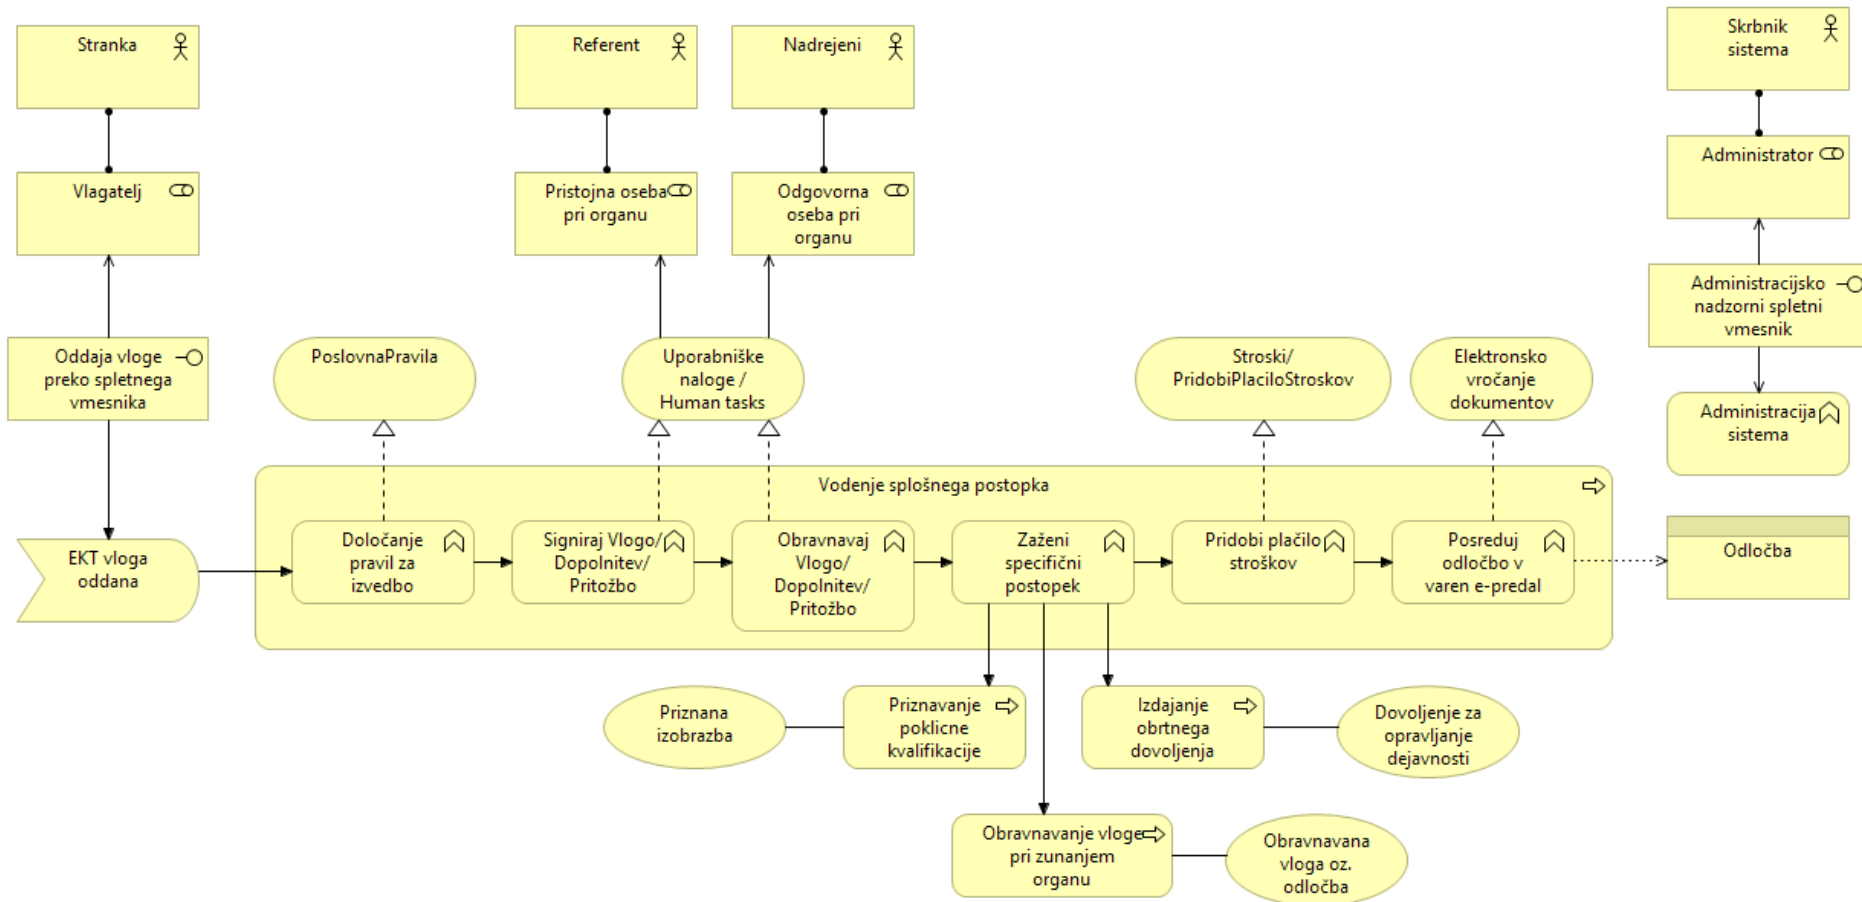 Stranka
Referent
Nadrejeni
Skrbnik
sistema
Vlagatelj
Pristojna oseba
pri organu
Odgovorna
oseba pri
organu
Administrator
Administracijsko
nadzorni spletni
vmesnik
Oddaja vloge
preko spletnega
vmesnika
PoslovnaPravila
Uporabniške
naloge /
Human tasks
Stroski/
PridobiPlaciloStroskov
Elektronsko
vročanje
dokumentov
Administracija
sistema
Vodenje splošnega postopka
EKT vloga
oddana
Določanje
pravil za
izvedbo
Signiraj Vlogo/
Dopolnitev/
Pritožbo
Obravnavaj
Vlogo/
Dopolnitev/
Pritožbo
Zaženi
specifični
postopek
Pridobi plačilo
stroškov
Posreduj
odločbo v
varen e-predal
Odločba
Priznana
izobrazba
Priznavanje
poklicne
kvalifikacije
Izdajanje
obrtnega
dovoljenja
Dovoljenje za
opravljanje
dejavnosti
Obravnavanje vloge
pri zunanjem
organu
Obravnavana
vloga oz.
odločba